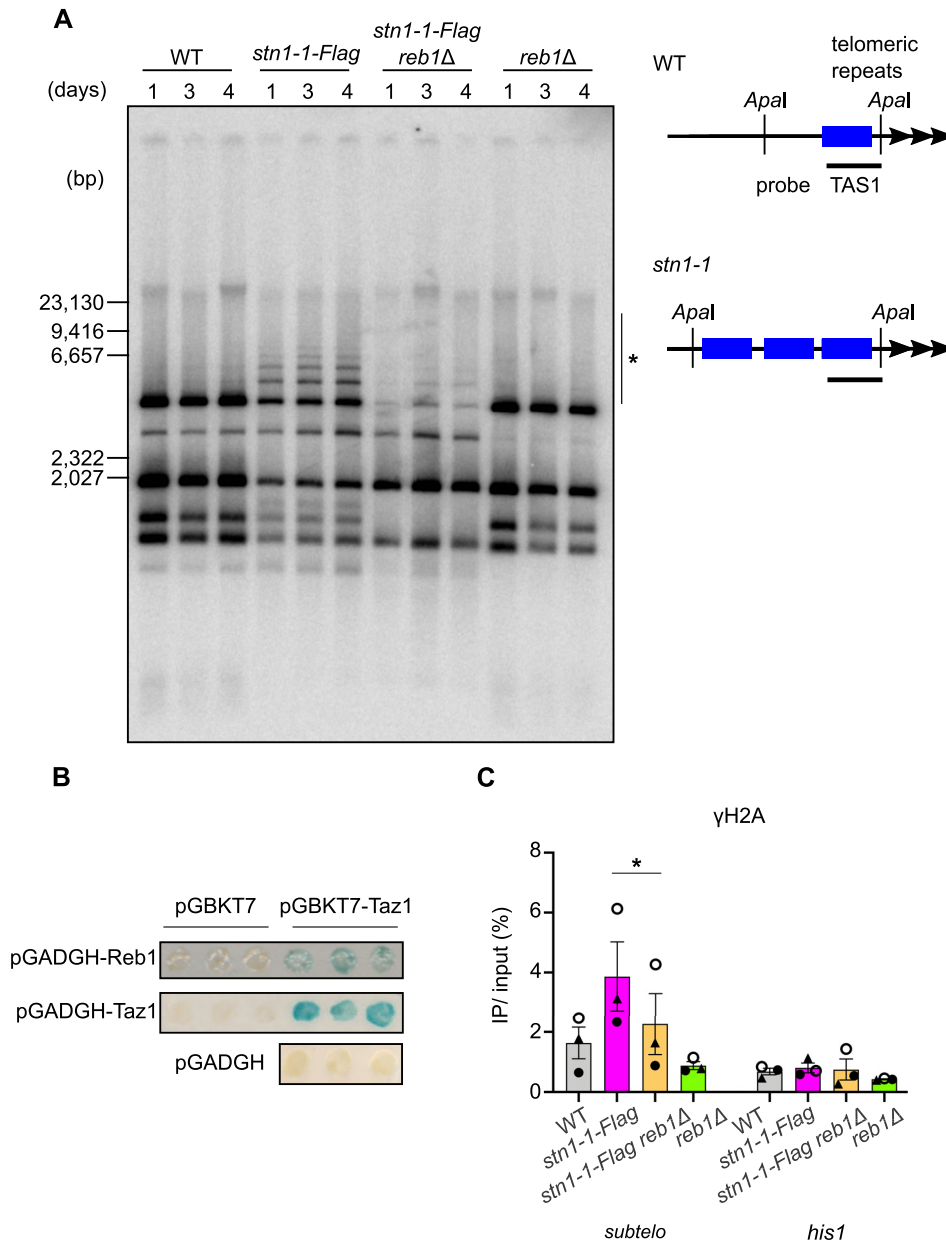 A
WT
stn1-1-Flag
stn1-1-Flag
reb1Δ
reb1Δ
(days) 1 3 4 1 3 4 1 3 4 1 3 4
(bp)
23,130
9,416
6,657
2,322
2,027
*
WT
telomeric
repeats
ApaI ApaI
probe TAS1
stn1-1
ApaI ApaI
B
pGBKT7 pGBKT7-Taz1
pGADGH-Reb1
pGADGH-Taz1
pGADGH
C
γH2A
IP/ input (%)
8
6
4
2
0
*
WT
stn1-1-Flag
stn1-1-Flag reb1Δ
reb1Δ
WT
stn1-1-Flag
stn1-1-Flag reb1Δ
reb1Δ
subtelo his1